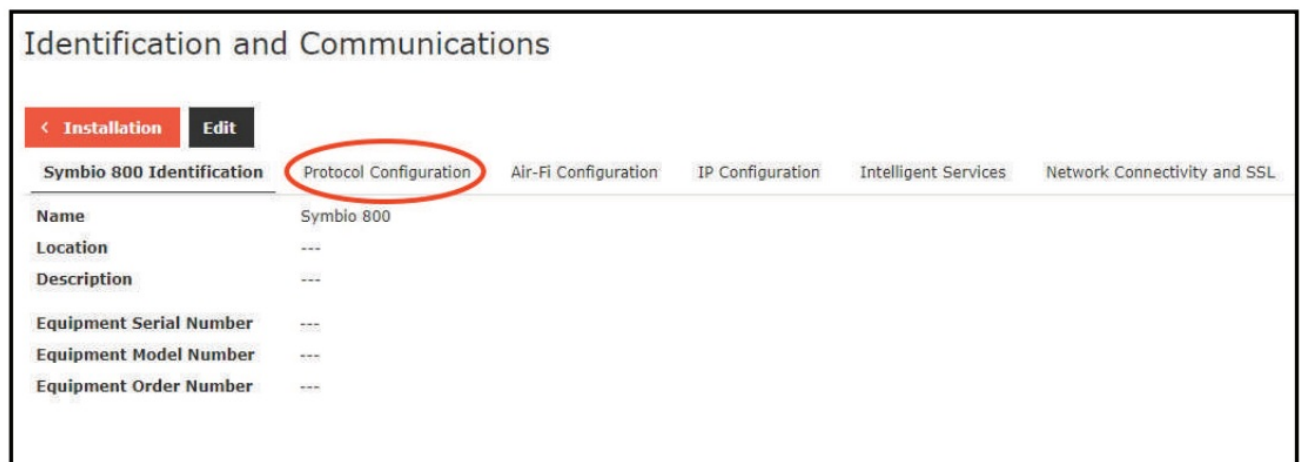 Identification and Communications
< Installation Edit
Symbio 800 Identification Protocol Configuration Air-Fi Configuration IP Configuration Intelligent Services Network Connectivity and SSL
Name Symbio 800
Location ---
Description ---
Equipment Serial Number ---
Equipment Model Number ---
Equipment Order Number ---